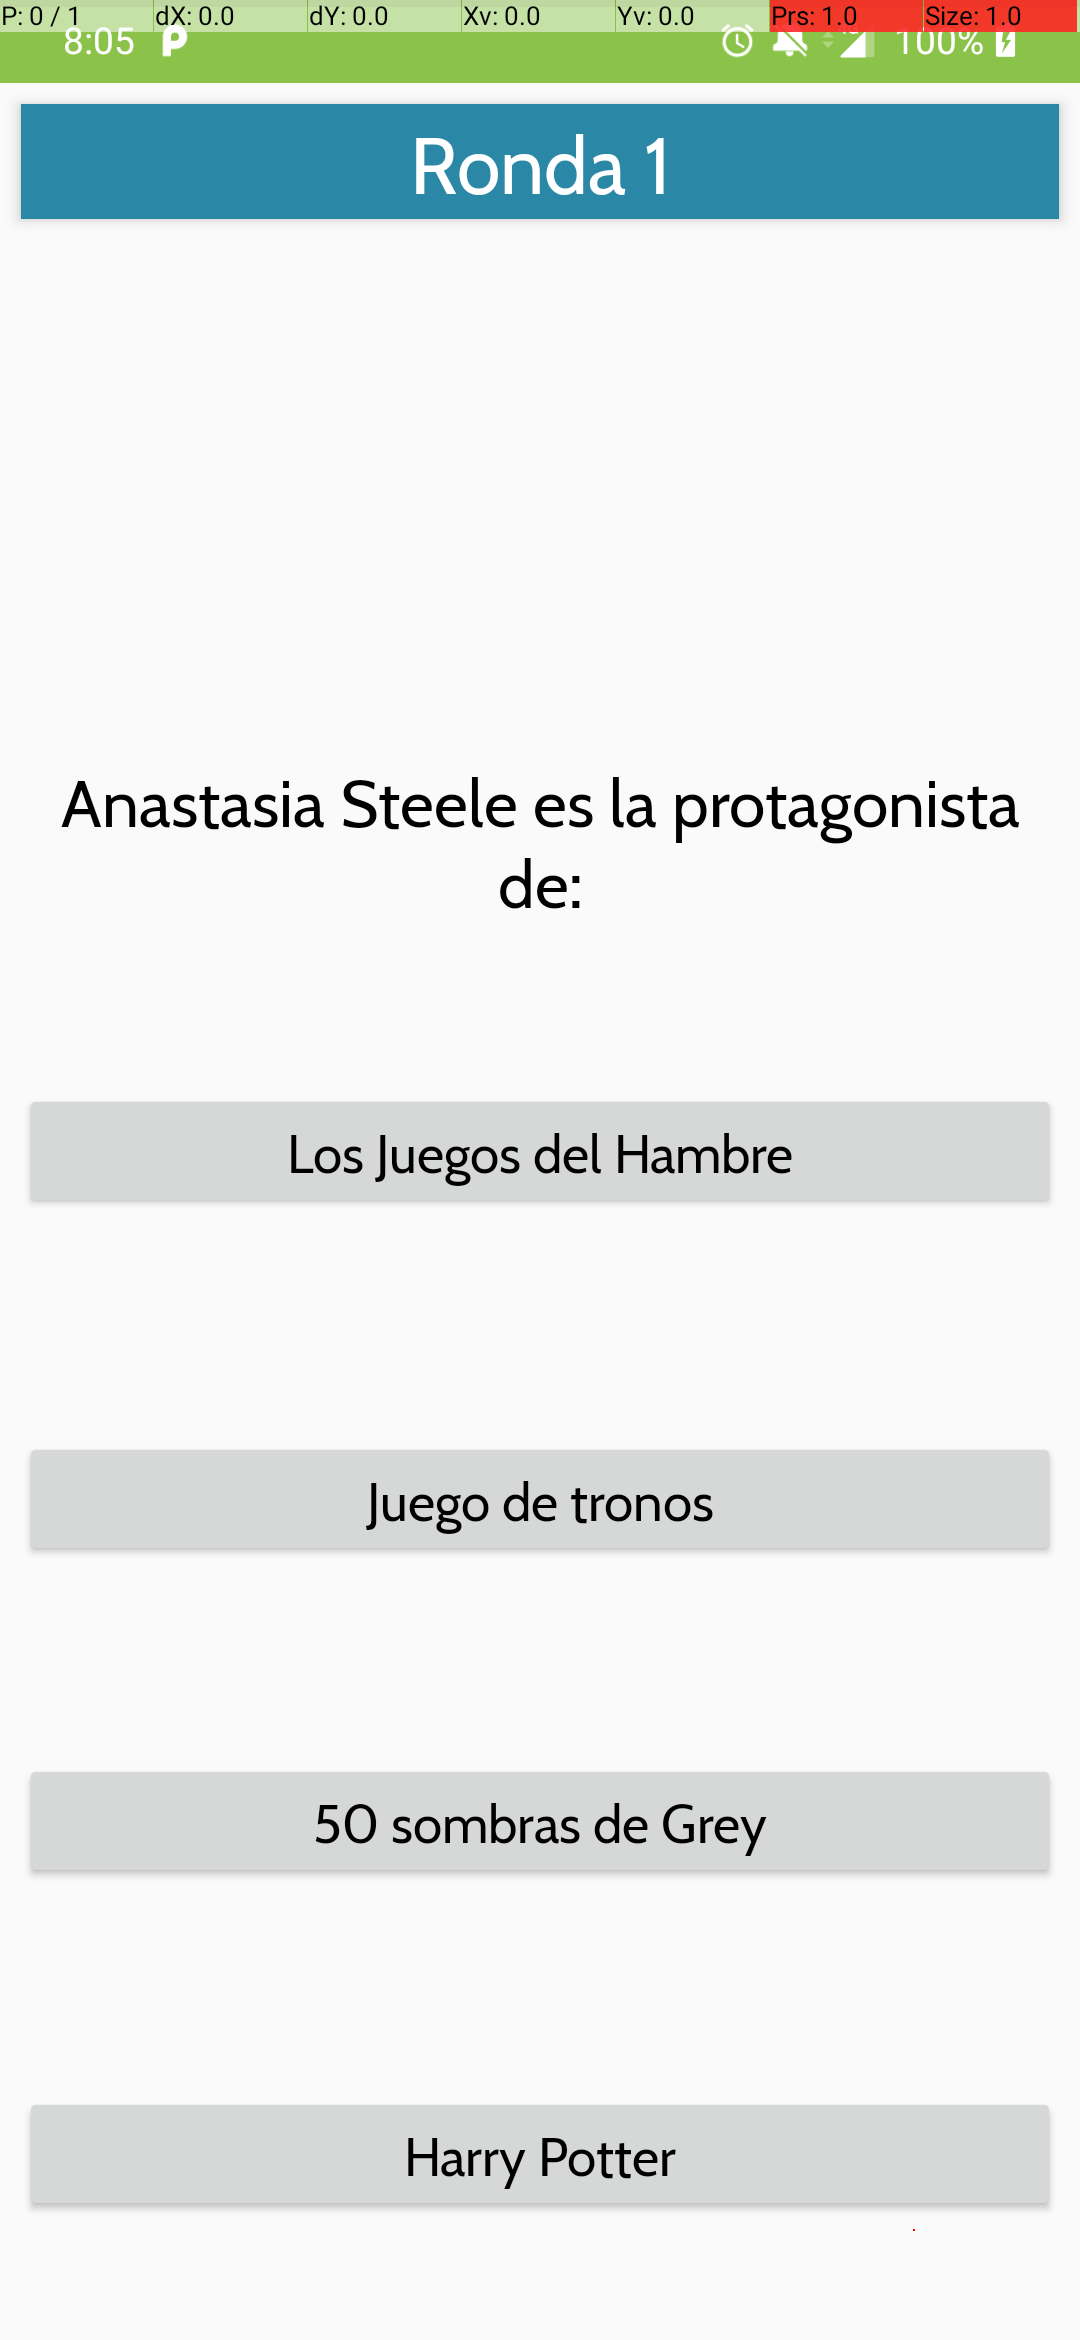 P: 0 / 1 dX: 0.0 dY: 0.0 Xv: 0.0 Yv: 0.0 Prs: 1.0 Size: 1.0
8:05 100%
Ronda 1
Anastasia Steele es la protagonista
de:
Los Juegos del Hambre
Juego de tronos
50 sombras de Grey
Harry Potter